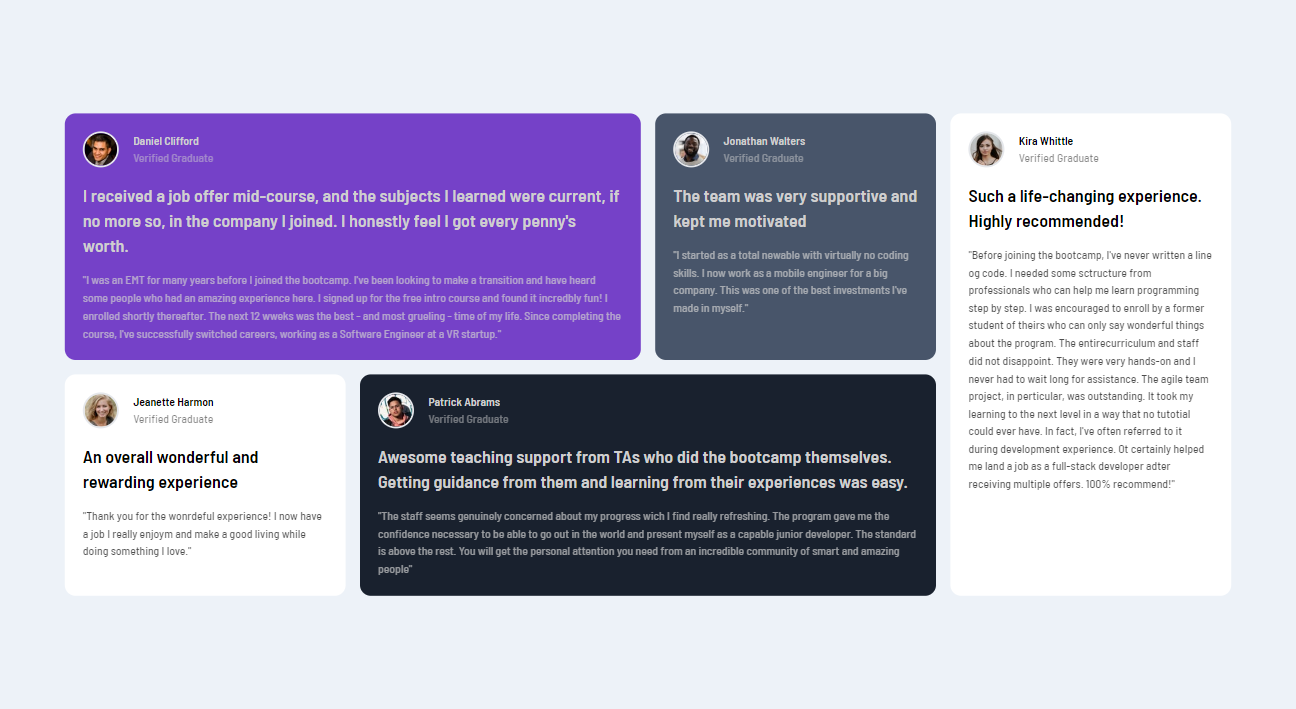 Daniel Clifford
Verified Graduate
I received a job offer mid-course, and the subjects I learned were current, if
no more so, in the company I joined. I honestly feel I got every penny's
worth.
"I was an EMT for many years before I joined the bootcamp. I've been looking to make a transition and have heard
some people who had an amazing experience here. I signed up for the free intro course and found it incredbly fun! I
enrolled shortly thereafter. The next 12 wweks was the best - and most grueling - time of my life. Since completing the
course, I've successfully switched careers, working as a Software Engineer at a VR startup."
Jonathan Walters
Verified Graduate
The team was very supportive and
kept me motivated
"I started as a total newable with virtually no coding
skills. I now work as a mobile engineer for a big
company. This was one of the best investments I've
made in myself."
Kira Whittle
Verified Graduate
Such a life-changing experience.
Highly recommended!
"Before joining the bootcamp, I've never written a line
og code. I needed some sctructure from
professionals who can help me learn programming
step by step. I was encouraged to enroll by a former
student of theirs who can only say wonderful things
about the program. The entirecurriculum and staff
did not disappoint. They were very hands-on and I
never had to wait long for assistance. The agile team
project, in perticular, was outstanding. It took my
learning to the next level in a way that no tutotial
could ever have. In fact, I've often referred to it
during development experience. Ot certainly helped
me land a job as a full-stack developer adter
receiving multiple offers. 100% recommend!"
Jeanette Harmon
Verified Graduate
An overall wonderful and
rewarding experience
"Thank you for the wonrdeful experience! I now have
a job I really enjoym and make a good living while
doing something I love."
Patrick Abrams
Verified Graduate
Awesome teaching support from TAs who did the bootcamp themselves.
Getting guidance from them and learning from their experiences was easy.
"The staff seems genuinely concerned about my progress wich I find really refreshing. The program gave me the
confidence necessary to be able to go out in the world and present myself as a capable junior developer. The standard
is above the rest. You will get the personal attention you need from an incredible community of smart and amazing
people"